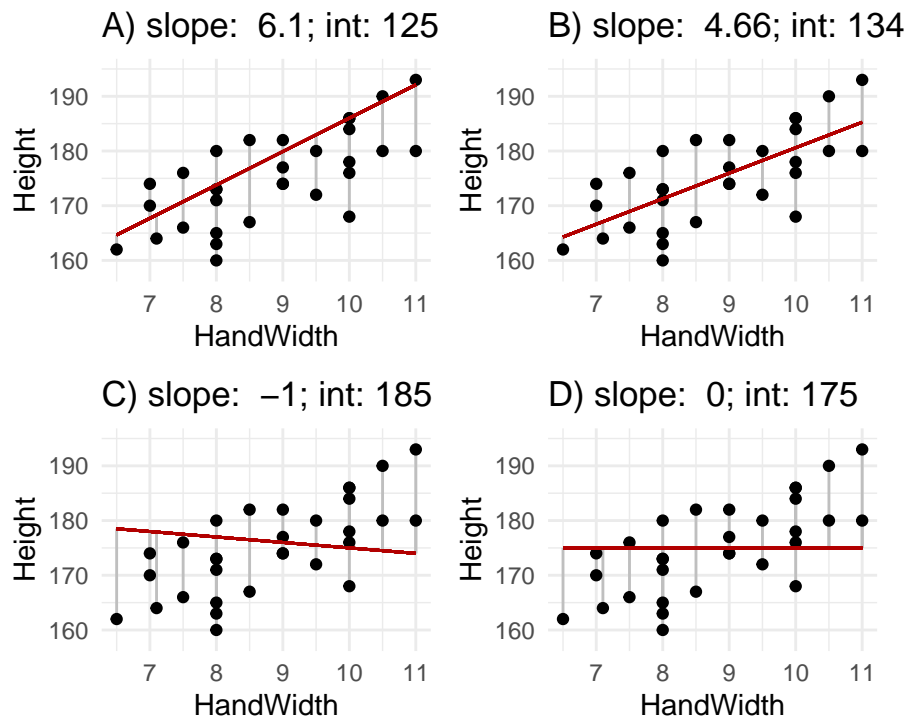 A) slope:  6.1; int: 125
190
180
170
160
Height
7 8 9 10 11
HandWidth
B) slope:  4.66; int: 134
190
180
170
160
Height
7 8 9 10 11
HandWidth
C) slope:  −1; int: 185
190
180
170
160
Height
7 8 9 10 11
HandWidth
D) slope:  0; int: 175
190
180
170
160
Height
7 8 9 10 11
HandWidth